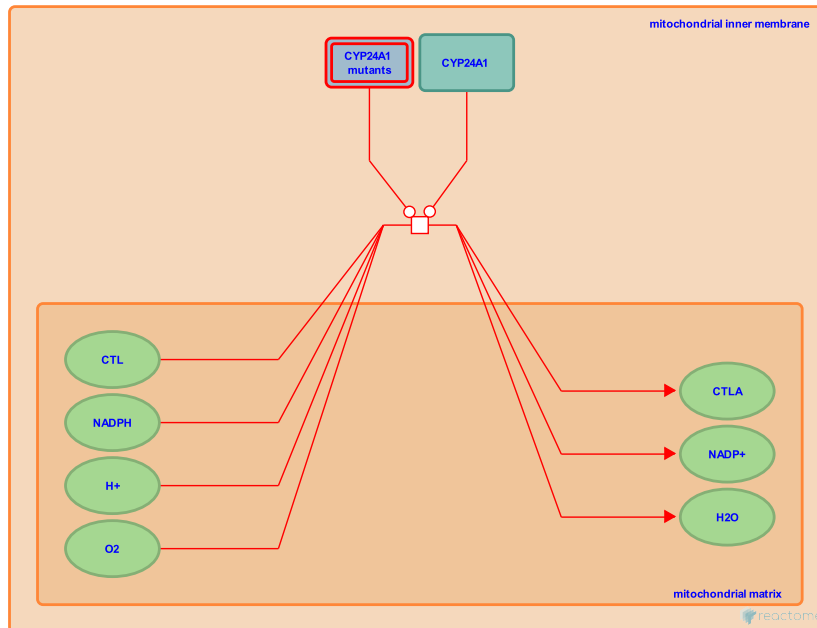 mitochondrial inner membrane
CYP24A1
mutants
CYP24A1
CTL
NADPH
H+
O2
CTLA
NADP+
H2O
mitochondrial matrix
reactome